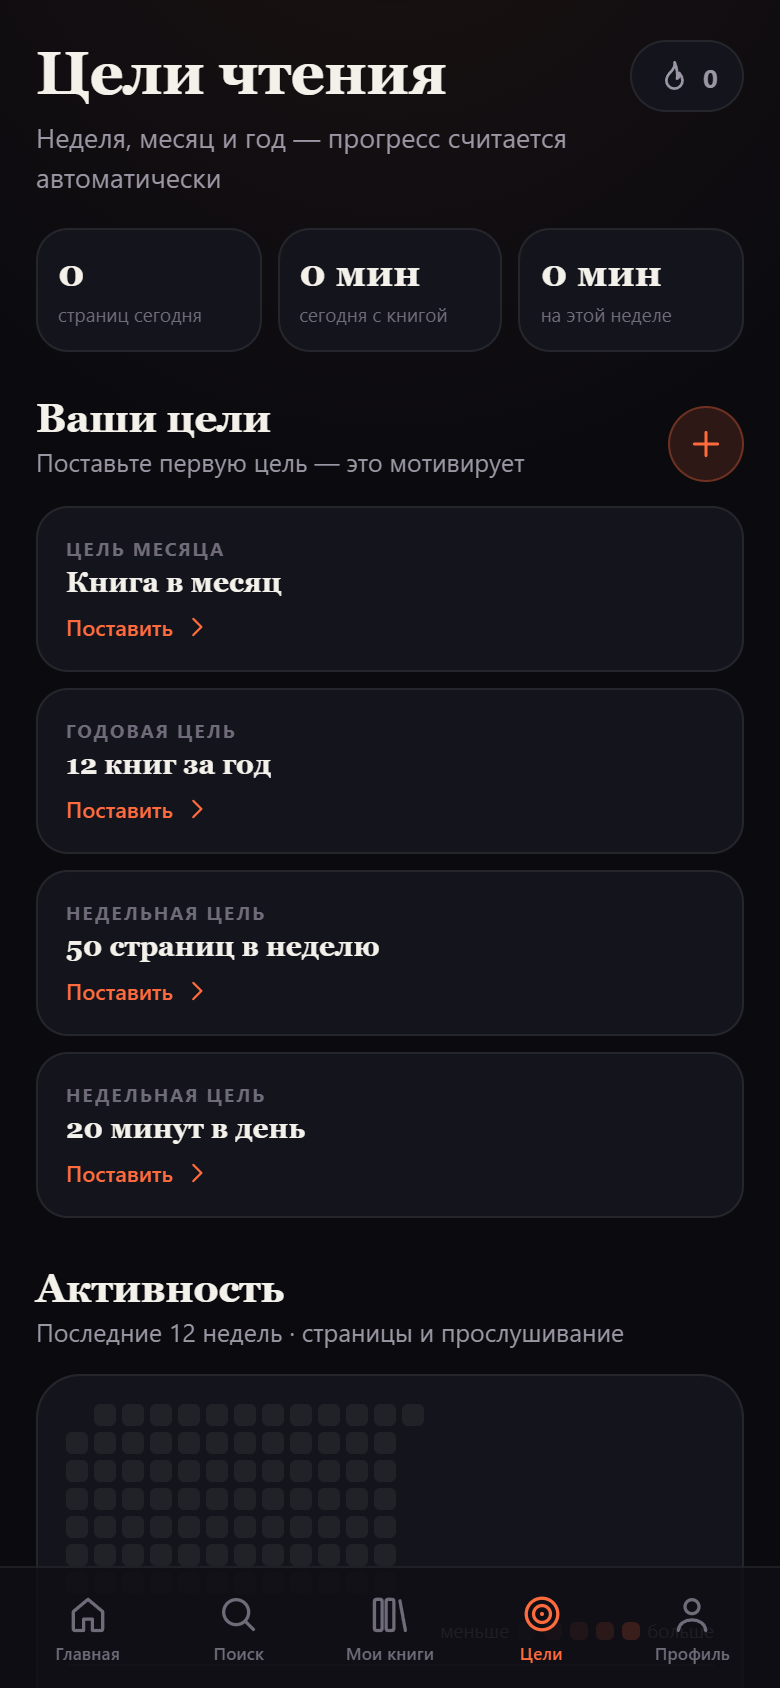 Цели чтения
0
Неделя, месяц и год — прогресс считается
автоматически
0
страниц сегодня
0 мин
сегодня с книгой
0 мин
на этой неделе
Ваши цели
Поставьте первую цель — это мотивирует
ЦЕЛЬ МЕСЯЦА
Книга в месяц
Поставить
ГОДОВАЯ ЦЕЛЬ
12 книг за год
Поставить
НЕДЕЛЬНАЯ ЦЕЛЬ
50 страниц в неделю
Поставить
НЕДЕЛЬНАЯ ЦЕЛЬ
20 минут в день
Поставить
Активность
Последние 12 недель · страницы и прослушивание
меньше
больше
Главная
Поиск
Мои книги
Цели
Профиль